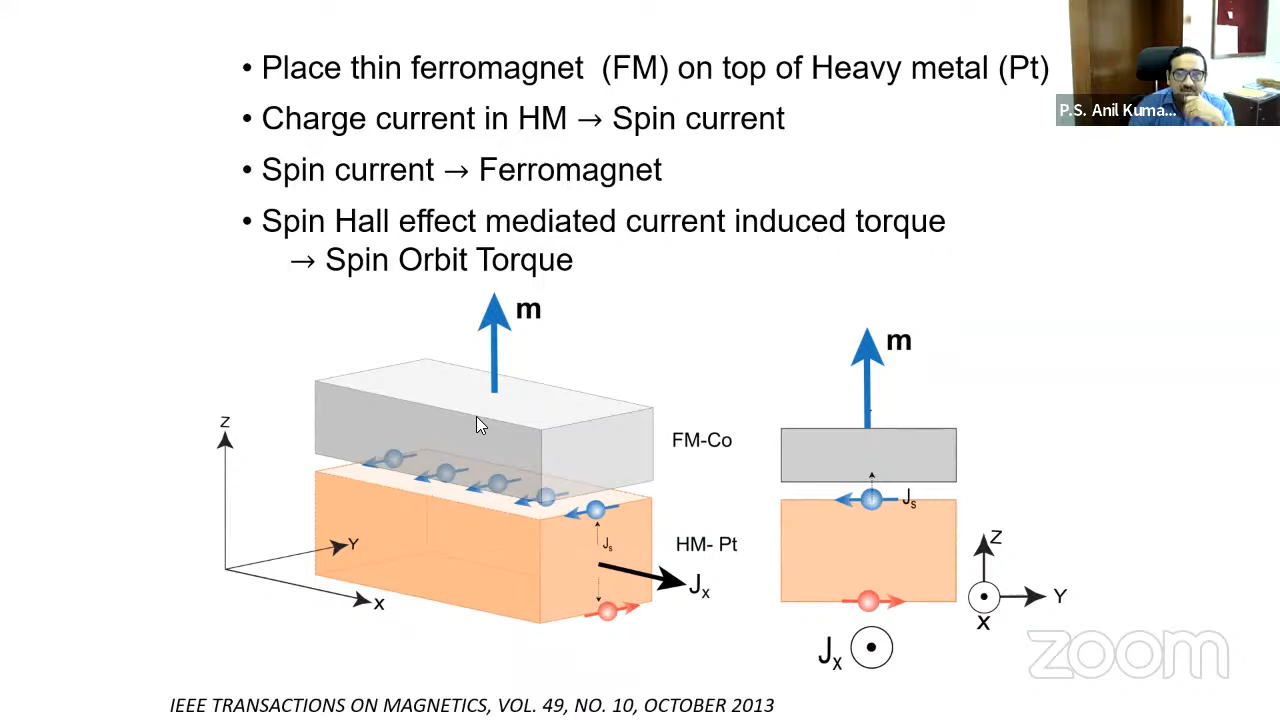 • Place thin ferromagnet (FM) on top of Heavy metal (Pt)
P.S. Anil Kuma...
• Charge current in HM → Spin current
• Spin current → Ferromagnet
• Spin Hall effect mediated current induced torque
→ Spin Orbit Torque
m
m
Z
FM-Co
Js
Y
Js
HM- Pt
Jx
X
Z
Y
X
Jx
zoom
IEEE TRANSACTIONS ON MAGNETICS, VOL. 49, NO. 10, OCTOBER 2013